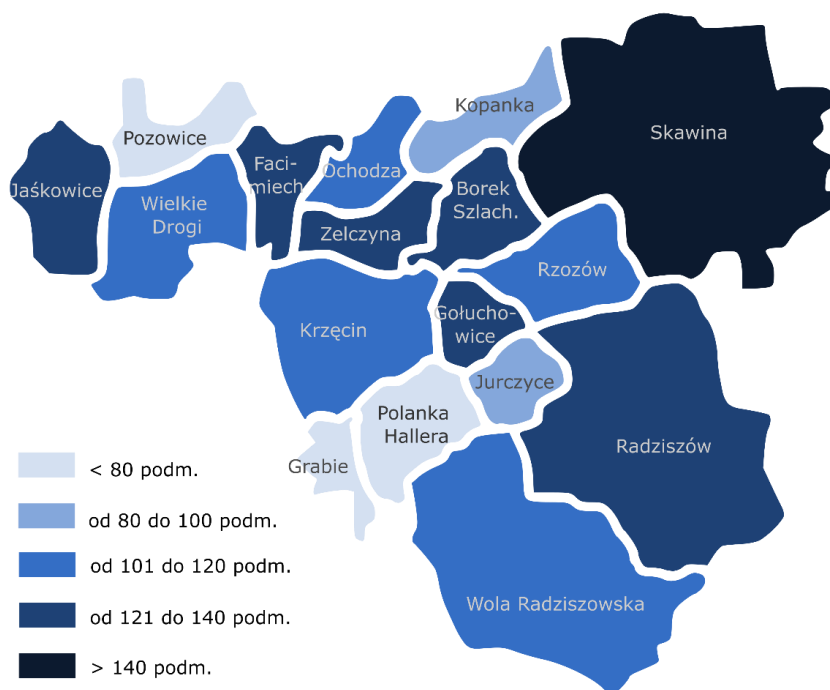 Kopanka
Skawina
Pozowice
Faci-
miech
Ochodza
Jaśkowice
Wielkie
Drogi
Borek
Szlach.
Zelczyna
Rzozów
Gołucho-
wice
Krzęcin
Jurczyce
Polanka
Hallera
Radziszów
Grabie
Wola Radziszowska
< 80 podm.
od 80 do 100 podm.
od 101 do 120 podm.
od 121 do 140 podm.
> 140 podm.